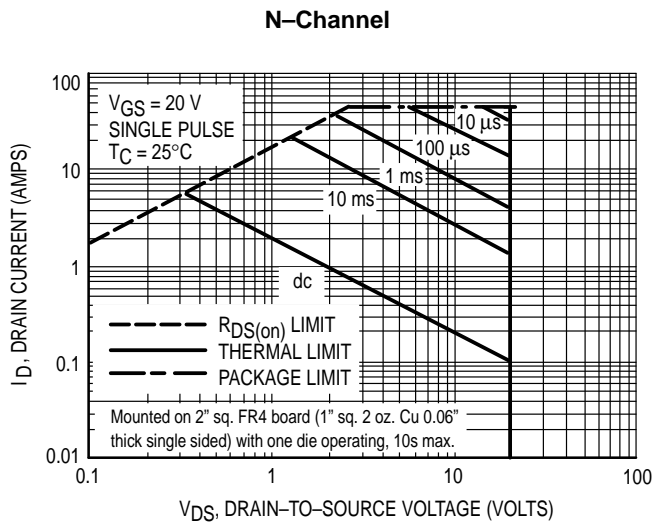 N–Channel
100
10
1
0.1
0.01
I_D, DRAIN CURRENT (AMPS)
V_GS = 20 V
SINGLE PULSE
T_C = 25°C
10 µs
100 µs
1 ms
10 ms
dc
R_DS(on) LIMIT
THERMAL LIMIT
PACKAGE LIMIT
Mounted on 2” sq. FR4 board (1” sq. 2 oz. Cu 0.06”
thick single sided) with one die operating, 10s max.
0.1
1
10
100
V_DS, DRAIN–TO–SOURCE VOLTAGE (VOLTS)